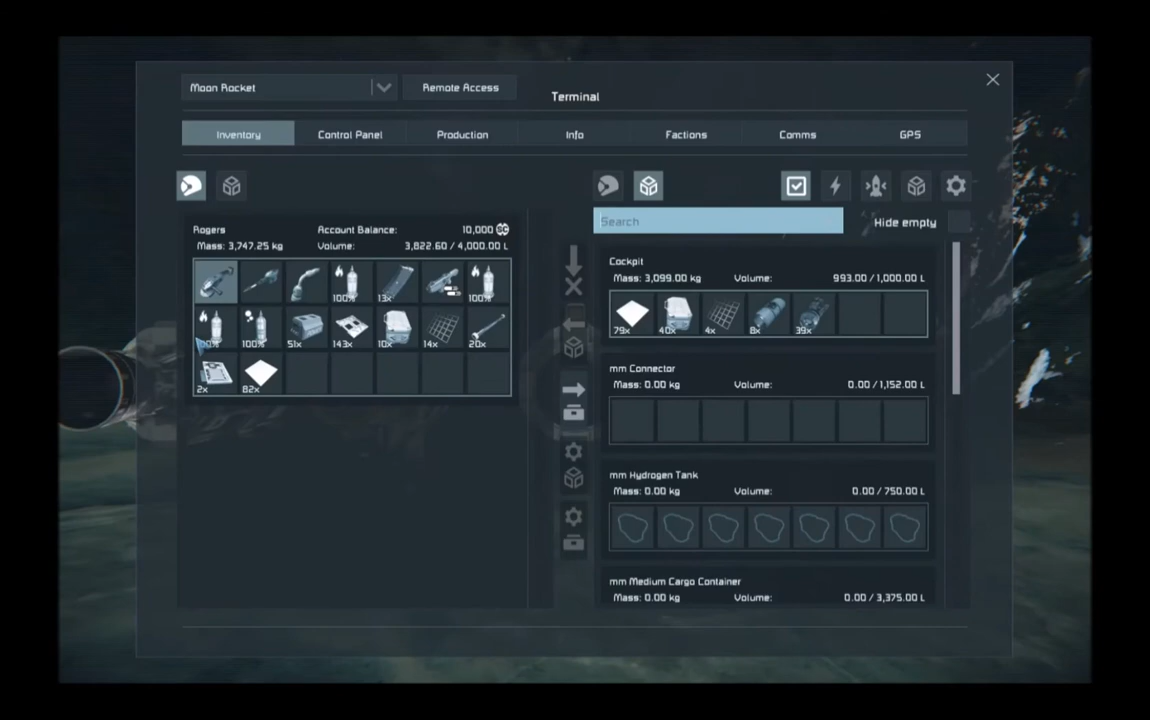 Moon Rocket
Remote Access
Terminal
Inventory Control Panel Production Info Factions Comms GPS
Rogers Account Balance: 10,000 SC
Mass: 3,747.25 kg Volume: 3,822.60 / 4,000.00 L
100% 13x 100%
100% 51x 143x 10x 14x 20x
2x 82x
Search
Hide empty
Cockpit
Mass: 3,099.00 kg Volume: 993.00 / 1,000.00 L
79x 40x 4x 8x 39x
mm Connector
Mass: 0.00 kg Volume: 0.00 / 1,152.00 L
mm Hydrogen Tank
Mass: 0.00 kg Volume: 0.00 / 750.00 L
mm Medium Cargo Container
Mass: 0.00 kg Volume: 0.00 / 3,375.00 L